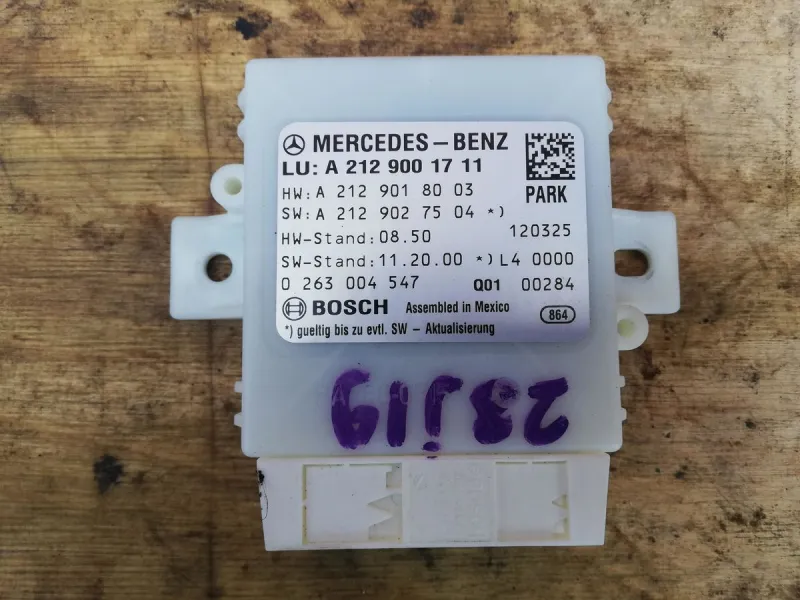 MERCEDES-BENZ
LU: A 212 900 17 11
PARK
HW: A 212 901 80 03
SW: A 212 902 75 04 *)
HW-Stand: 08.50 120325
SW-Stand: 11.20.00 *) L4 0000
0 263 004 547 Q01 00284
BOSCH Assembled in Mexico 864
*) gueltig bis zu evtl. SW - Aktualisierung